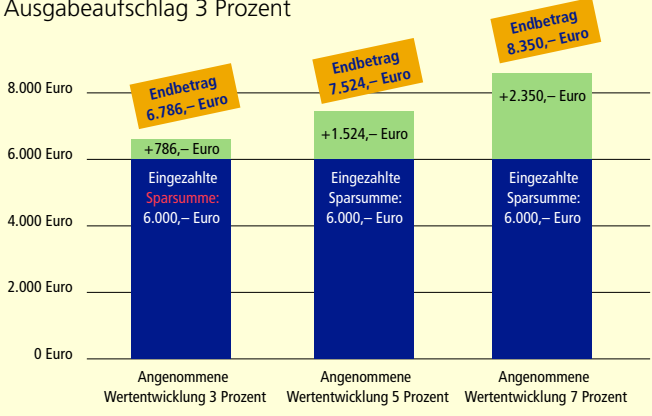 Ausgabeaufschlag 3 Prozent
Endbetrag
6.786,– Euro
Endbetrag
7.524,– Euro
Endbetrag
8.350,– Euro
8.000 Euro
6.000 Euro
4.000 Euro
2.000 Euro
0 Euro
+786,– Euro
+1.524,– Euro
+2.350,– Euro
Eingezahlte
Sparsumme:
6.000,– Euro
Eingezahlte
Sparsumme:
6.000,– Euro
Eingezahlte
Sparsumme:
6.000,– Euro
Angenommene
Wertentwicklung 3 Prozent
Angenommene
Wertentwicklung 5 Prozent
Angenommene
Wertentwicklung 7 Prozent